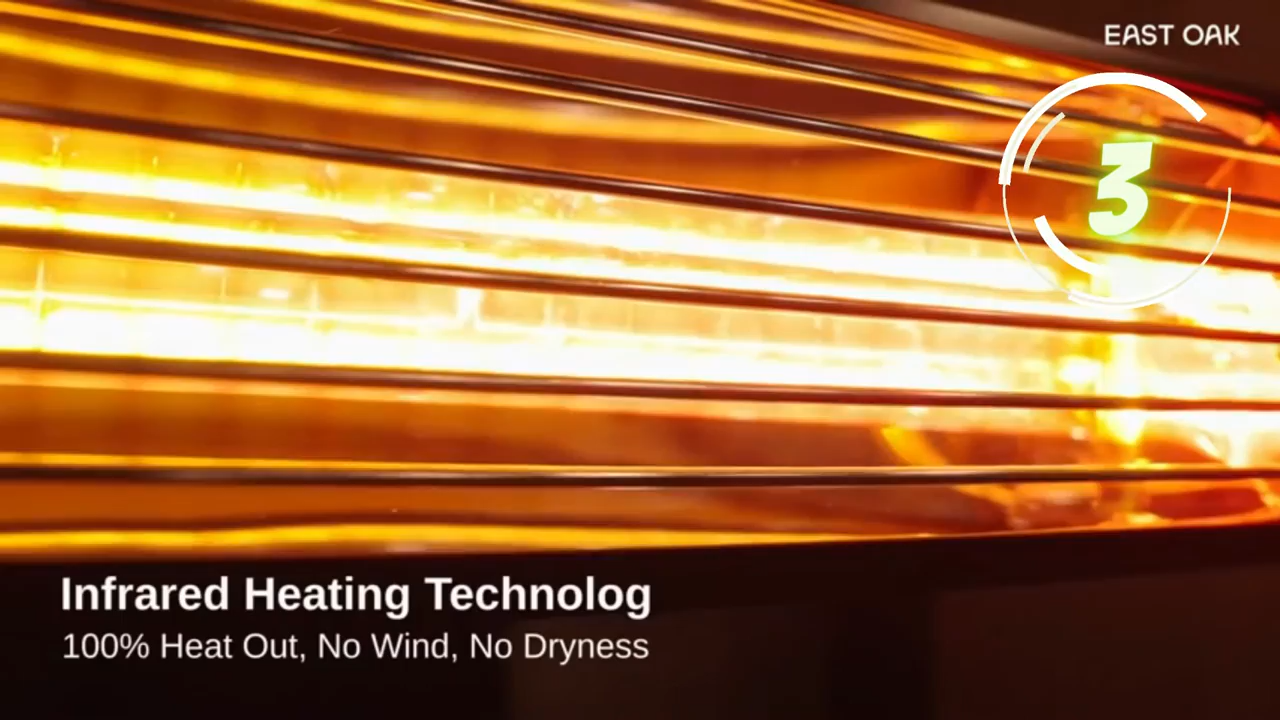 EAST OAK
3
Infrared Heating Technolog
100% Heat Out, No Wind, No Dryness